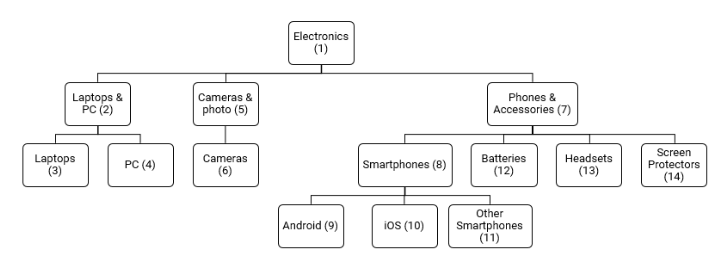 Electronics
(1)
Laptops &
PC (2)
Cameras &
photo (5)
Phones &
Accessories (7)
Laptops
(3)
PC (4)
Cameras
(6)
Smartphones (8)
Batteries
(12)
Headsets
(13)
Screen
Protectors
(14)
Android (9)
iOS (10)
Other
Smartphones
(11)